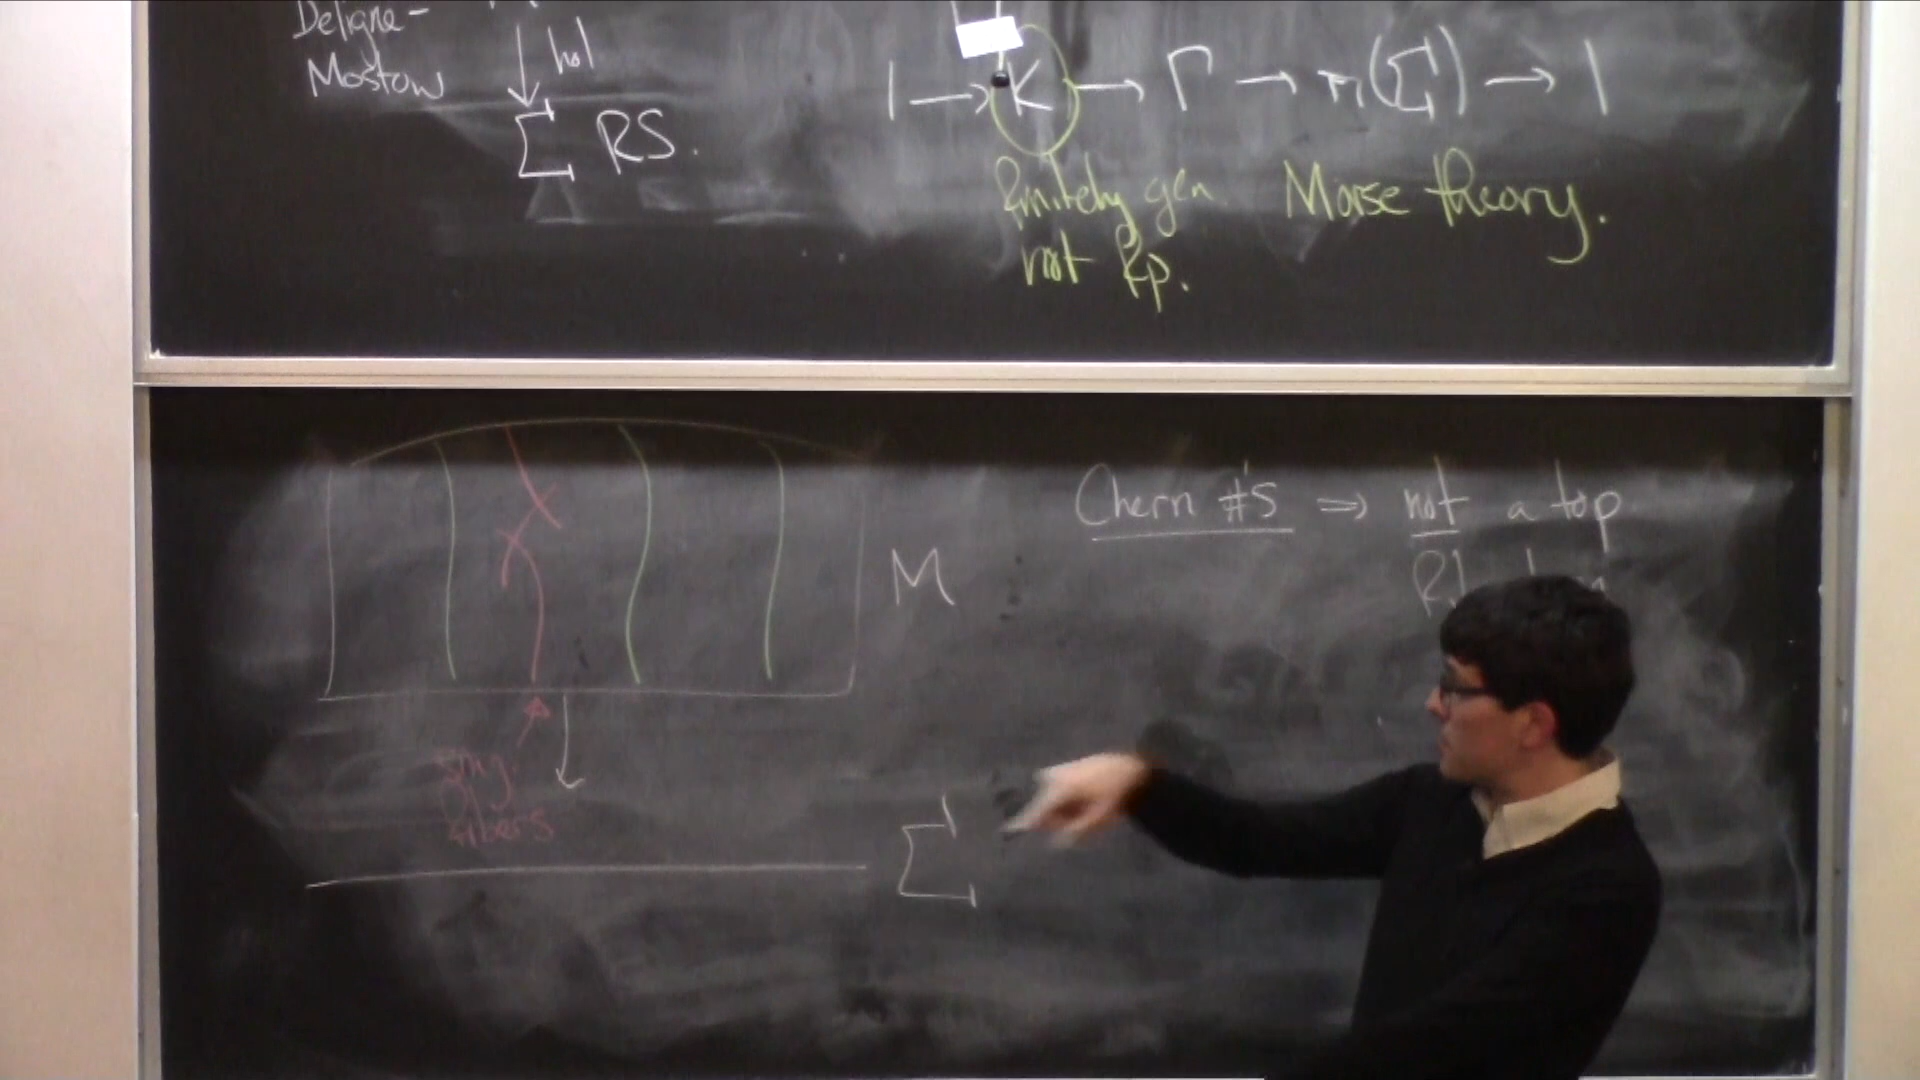 Deligne-
Mostow
hol
Σ RS.
1 → K → Γ → π₁(Σ) → 1
finitely gen.
not f.p.
Morse theory.
Chern #'s ⇒ not a top
M
sing.
fibers
Σ